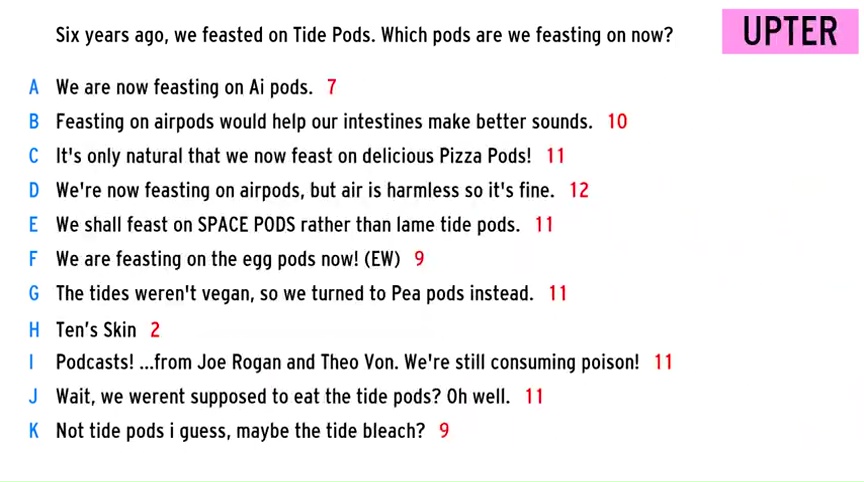 Six years ago, we feasted on Tide Pods. Which pods are we feasting on now?
UPTER
A We are now feasting on Ai pods. 7
B Feasting on airpods would help our intestines make better sounds. 10
C It's only natural that we now feast on delicious Pizza Pods! 11
D We're now feasting on airpods, but air is harmless so it's fine. 12
E We shall feast on SPACE PODS rather than lame tide pods. 11
F We are feasting on the egg pods now! (EW) 9
G The tides weren't vegan, so we turned to Pea pods instead. 11
H Ten’s Skin 2
I Podcasts! ...from Joe Rogan and Theo Von. We're still consuming poison! 11
J Wait, we werent supposed to eat the tide pods? Oh well. 11
K Not tide pods i guess, maybe the tide bleach? 9